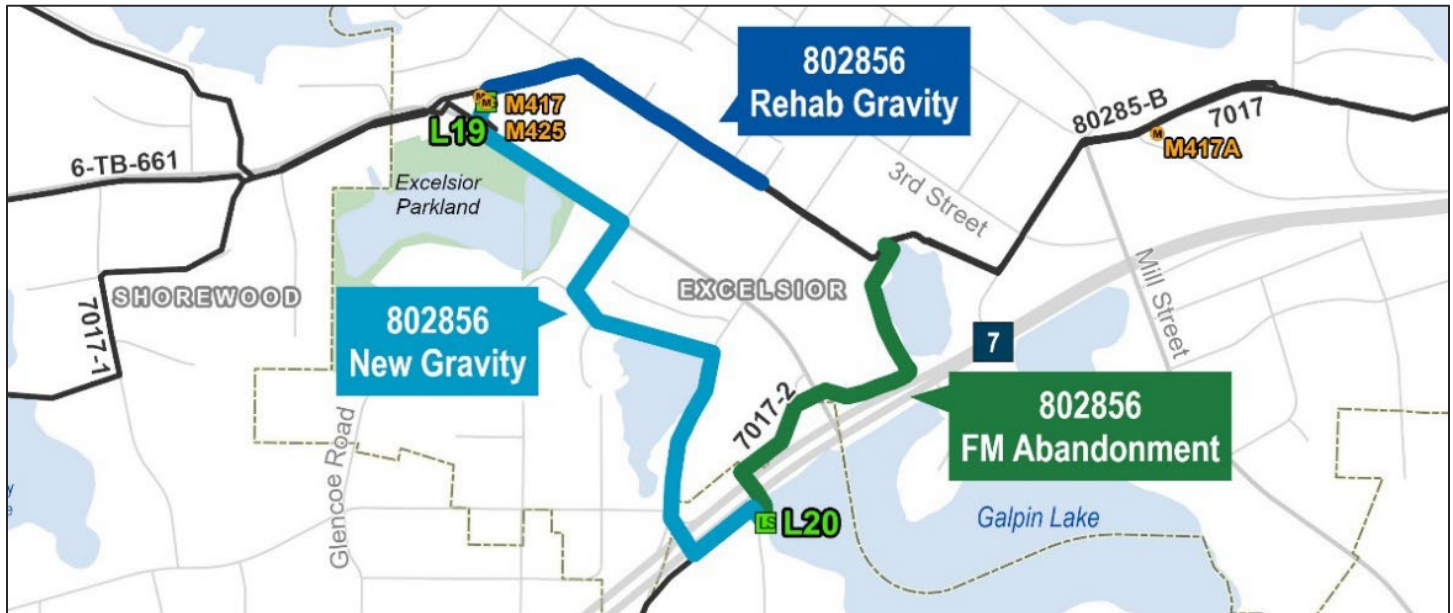 802856
Rehab Gravity
80285-B
7017
M417
M425
L19
M417A
6-TB-661
Excelsior
Parkland
3rd Street
Mill Street
SHOREWOOD
EXCELSIOR
7017-1
802856
New Gravity
7
802856
FM Abandonment
7017-2
Glencoe Road
LS
L20
Galpin Lake